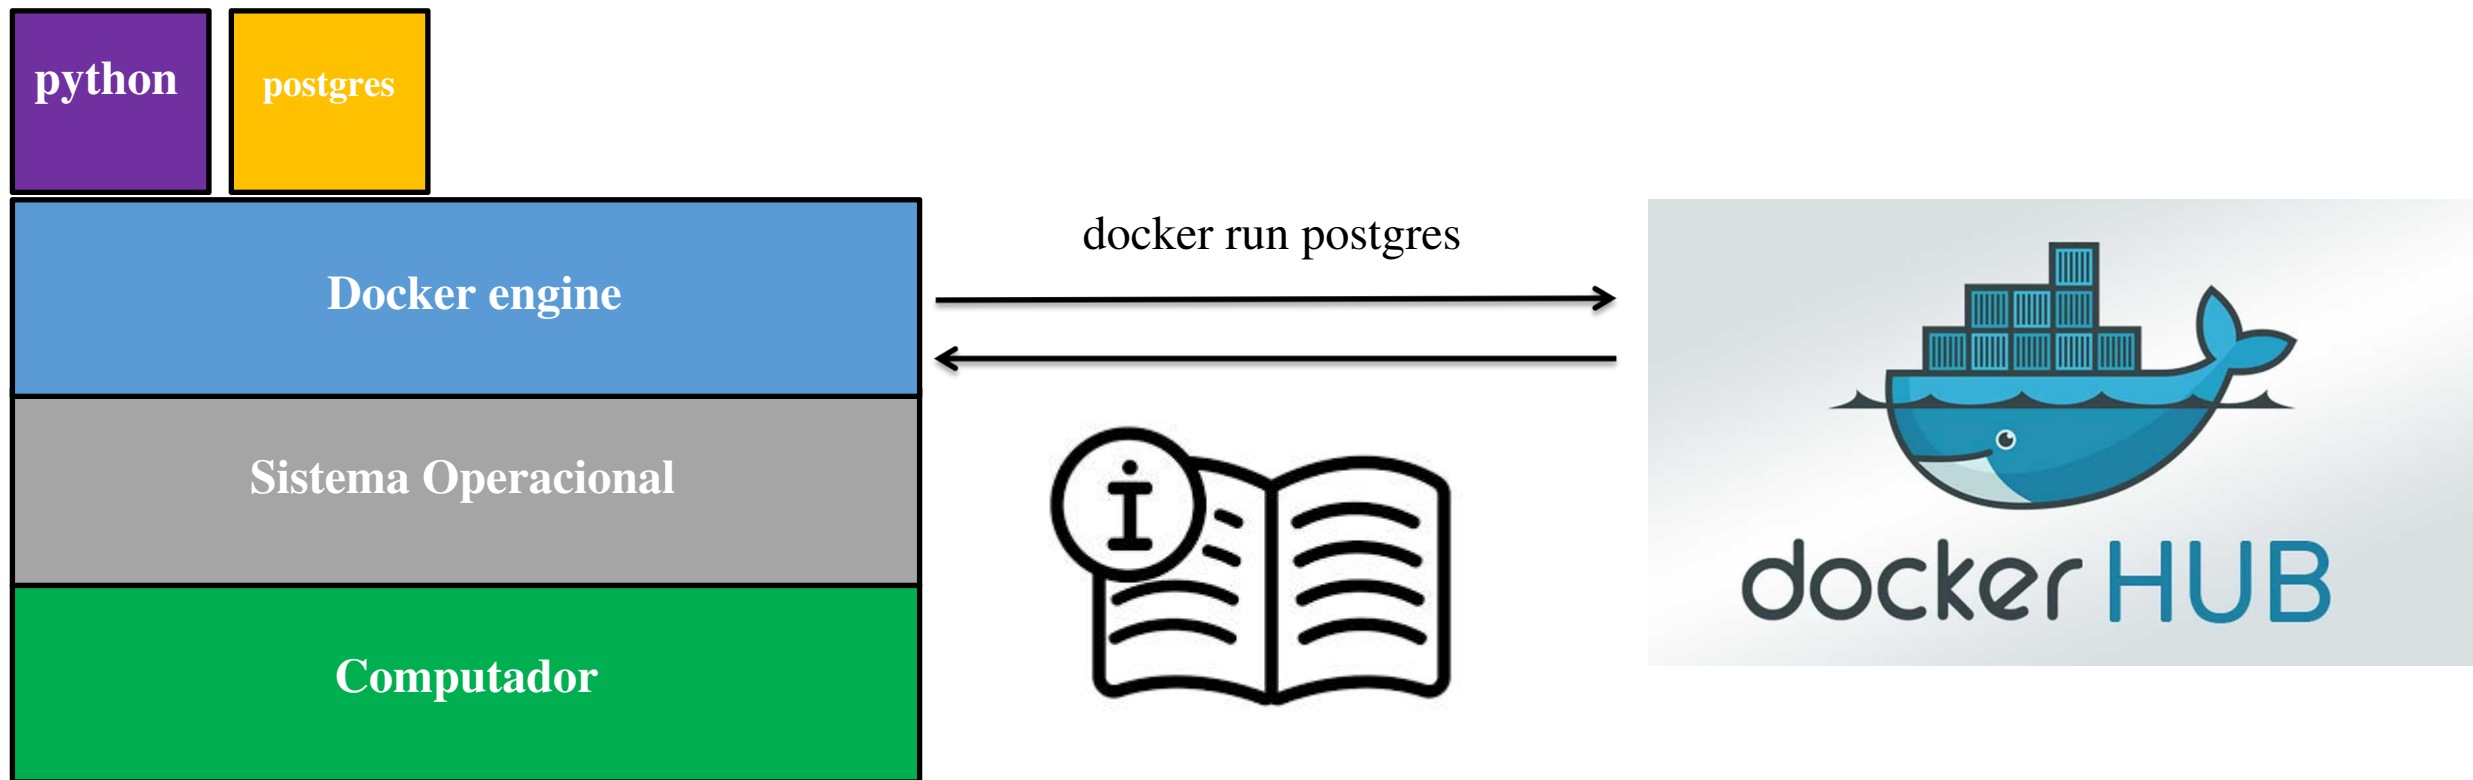 python
postgres
Docker engine
Sistema Operacional
Computador
docker run postgres
i
docker HUB